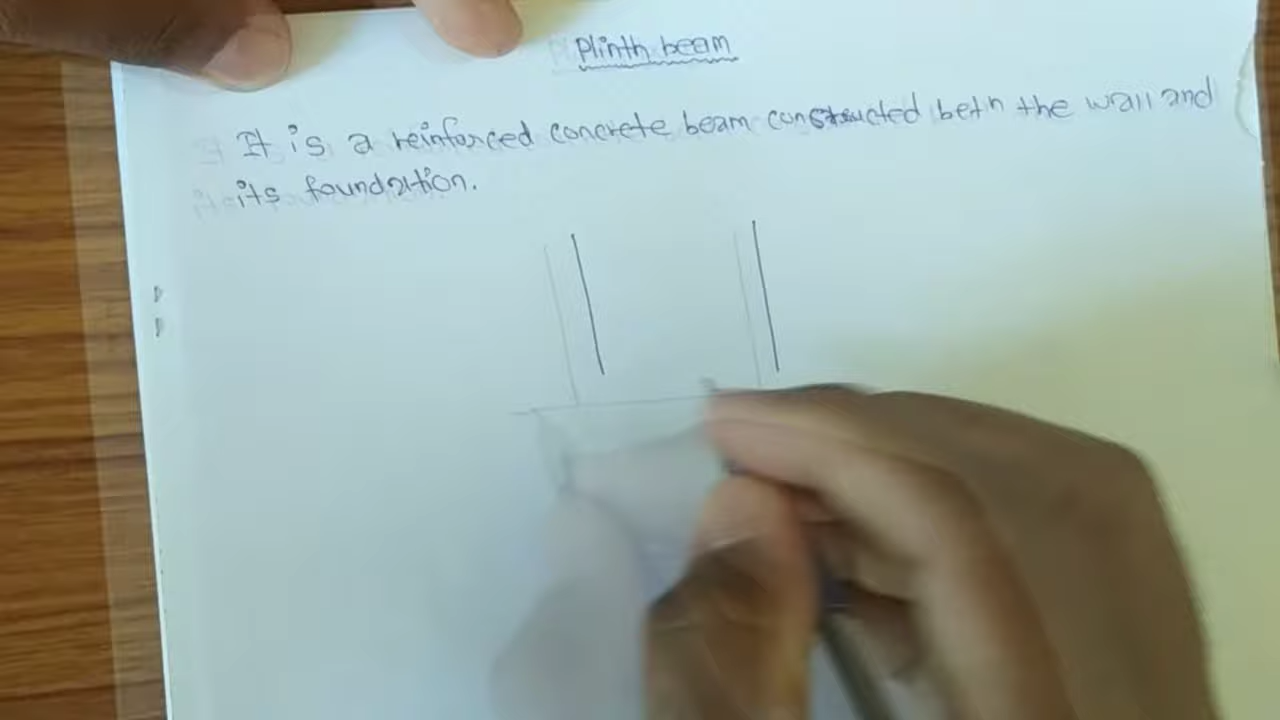 Plinth beam
It is a reinforced concrete beam constructed betn the wall and
its foundation.